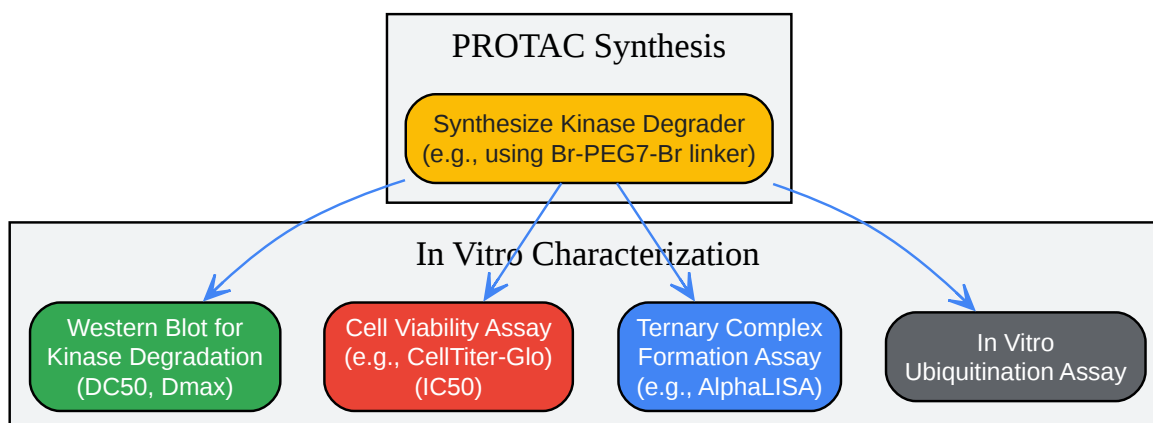 PROTAC Synthesis
Synthesize Kinase Degrader
(e.g., using Br-PEG7-Br linker)
In Vitro Characterization
Western Blot for
Kinase Degradation
(DC50, Dmax)
Cell Viability Assay
(e.g., CellTiter-Glo)
(IC50)
Ternary Complex
Formation Assay
(e.g., AlphaLISA)
In Vitro
Ubiquitination Assay